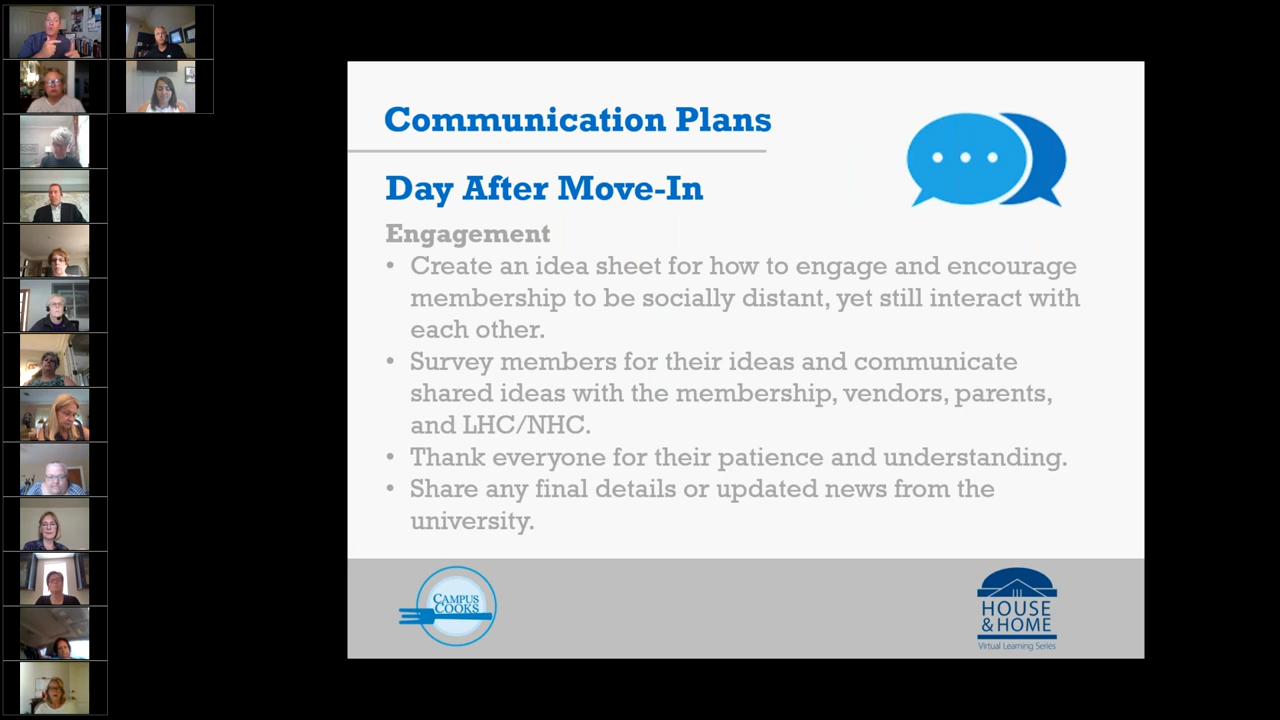 Communication Plans
Day After Move-In
Engagement
• Create an idea sheet for how to engage and encourage
membership to be socially distant, yet still interact with
each other.
• Survey members for their ideas and communicate
shared ideas with the membership, vendors, parents,
and LHC/NHC.
• Thank everyone for their patience and understanding.
• Share any final details or updated news from the
university.
CAMPUS
COOKS
HOUSE
& HOME
Virtual Learning Series